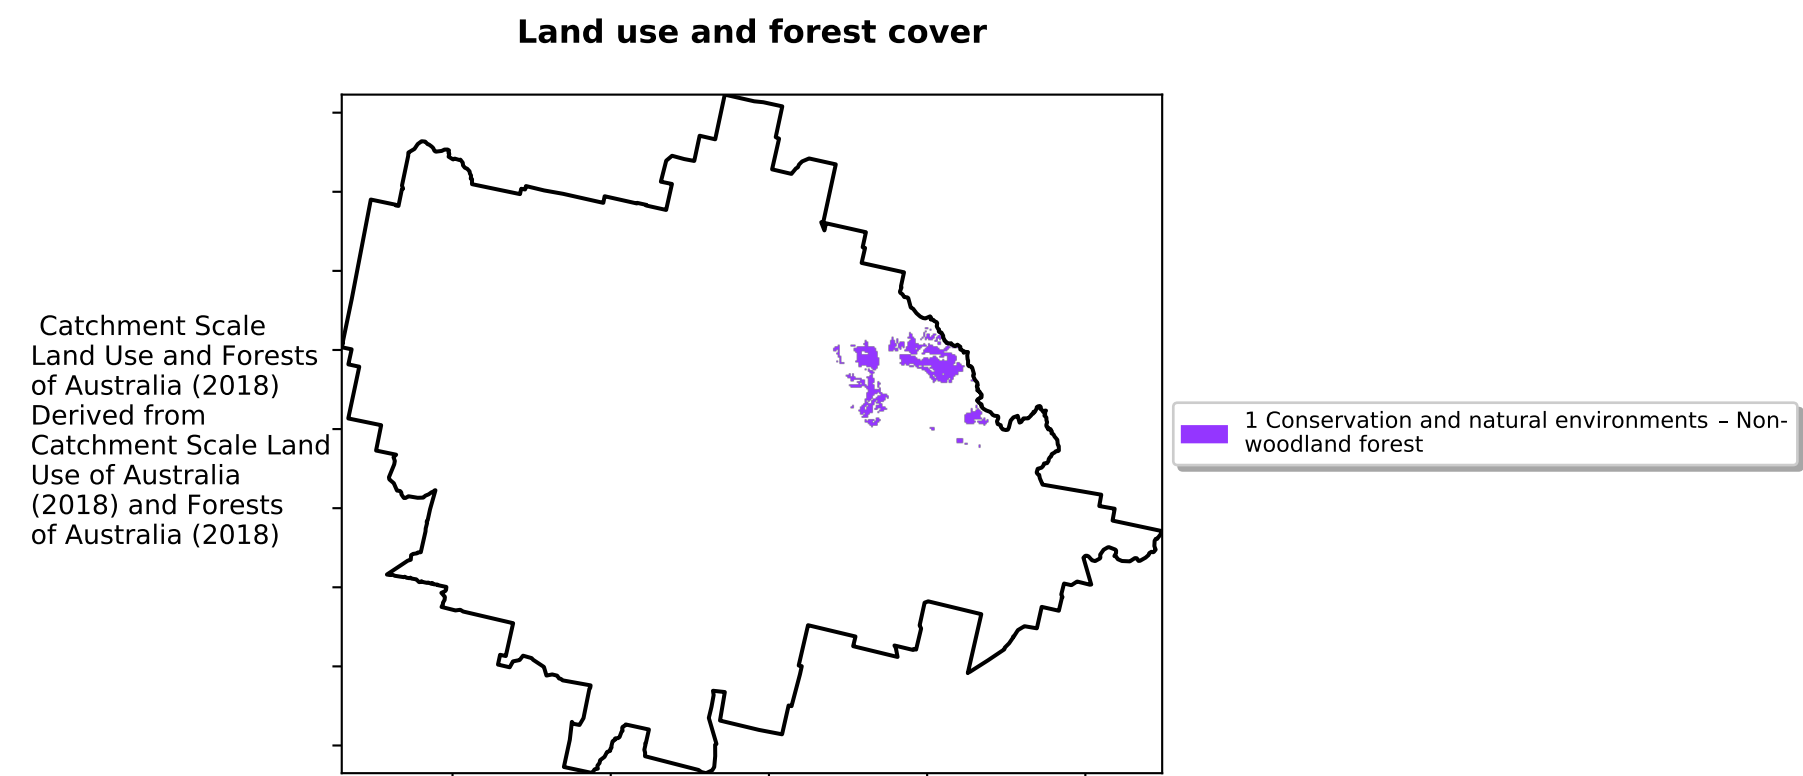 Land use and forest cover
Catchment Scale
Land Use and Forests
of Australia (2018)
Derived from
Catchment Scale Land
Use of Australia
(2018) and Forests
of Australia (2018)
1 Conservation and natural environments – Non-
woodland forest